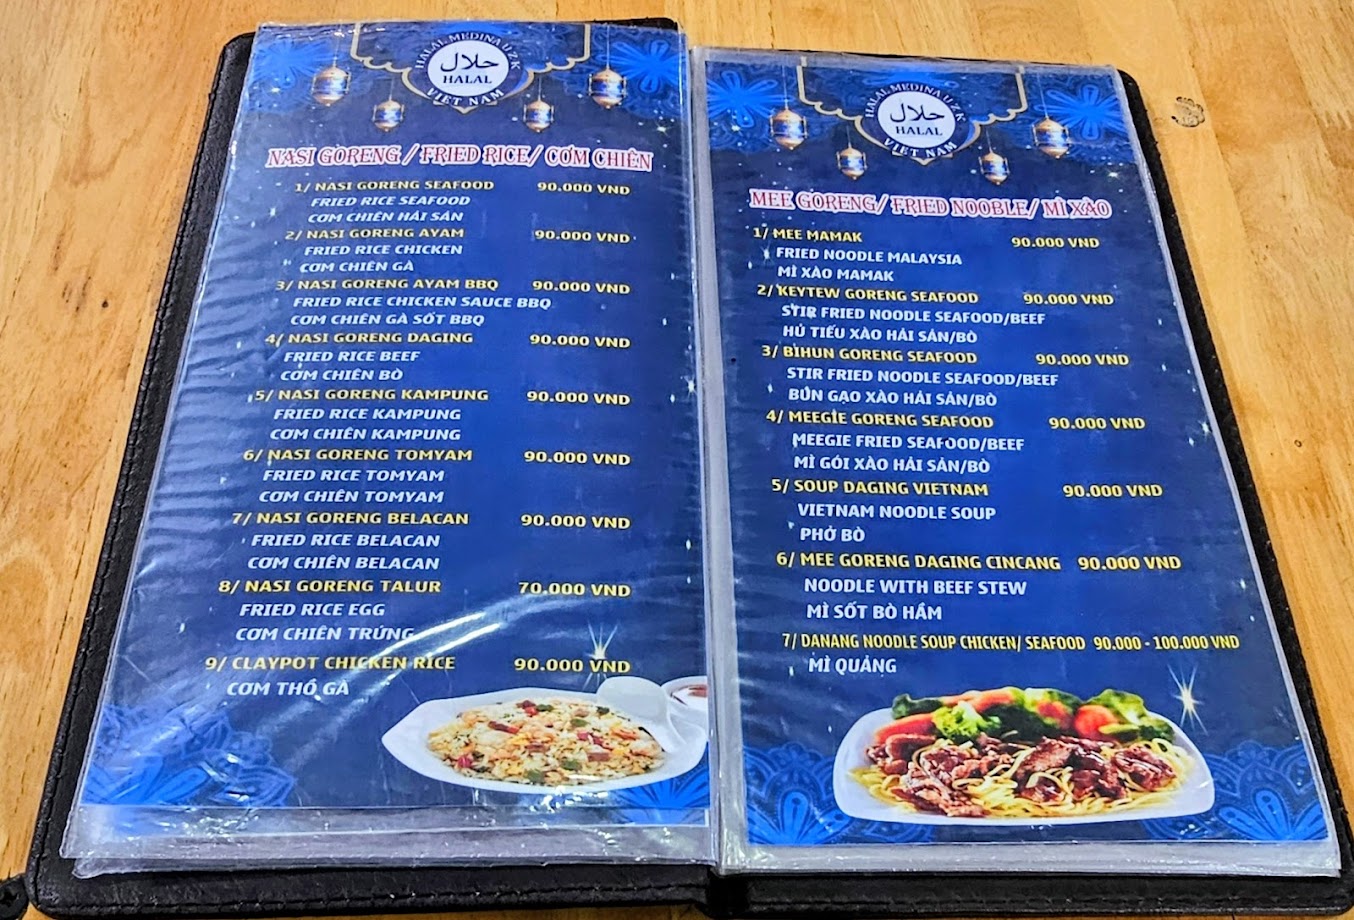 HALAL MEDINA U Z K
حلال
HALAL
VIET NAM
NASI GORENG / FRIED RICE/ CƠM CHIÊN
1/ NASI GORENG SEAFOOD 90.000 VND
FRIED RICE SEAFOOD
CƠM CHIÊN HẢI SẢN
2/ NASI GORENG AYAM 90.000 VND
FRIED RICE CHICKEN
CƠM CHIÊN GÀ
3/ NASI GORENG AYAM BBQ 90.000 VND
FRIED RICE CHICKEN SAUCE BBQ
CƠM CHIÊN GÀ SỐT BBQ
4/ NASI GORENG DAGING 90.000 VND
FRIED RICE BEEF
CƠM CHIÊN BÒ
5/ NASI GORENG KAMPUNG 90.000 VND
FRIED RICE KAMPUNG
CƠM CHIÊN KAMPUNG
6/ NASI GORENG TOMYAM 90.000 VND
FRIED RICE TOMYAM
CƠM CHIÊN TOMYAM
7/ NASI GORENG BELACAN 90.000 VND
FRIED RICE BELACAN
CƠM CHIÊN BELACAN
8/ NASI GORENG TALUR 70.000 VND
FRIED RICE EGG
CƠM CHIÊN TRỨNG
9/ CLAYPOT CHICKEN RICE 90.000 VND
CƠM THỐ GÀ
HALAL MEDINA U Z K
حلال
HALAL
VIET NAM
MEE GORENG/ FRIED NOOBLE/ MÌ XÀO
1/ MEE MAMAK 90.000 VND
FRIED NOODLE MALAYSIA
MÌ XÀO MAMAK
2/ KEYTEW GORENG SEAFOOD 90.000 VND
STIR FRIED NOODLE SEAFOOD/BEEF
HỦ TIẾU XÀO HẢI SẢN/BÒ
3/ BIHUN GORENG SEAFOOD 90.000 VND
STIR FRIED NOODLE SEAFOOD/BEEF
BÚN GẠO XÀO HẢI SẢN/BÒ
4/ MEEGIE GORENG SEAFOOD 90.000 VND
MEEGIE FRIED SEAFOOD/BEEF
MÌ GÓI XÀO HẢI SẢN/BÒ
5/ SOUP DAGING VIETNAM 90.000 VND
VIETNAM NOODLE SOUP
PHỞ BÒ
6/ MEE GORENG DAGING CINCANG 90.000 VND
NOODLE WITH BEEF STEW
MÌ SỐT BÒ HẦM
7/ DANANG NOODLE SOUP CHICKEN/ SEAFOOD 90.000 - 100.000 VND
MÌ QUẢNG